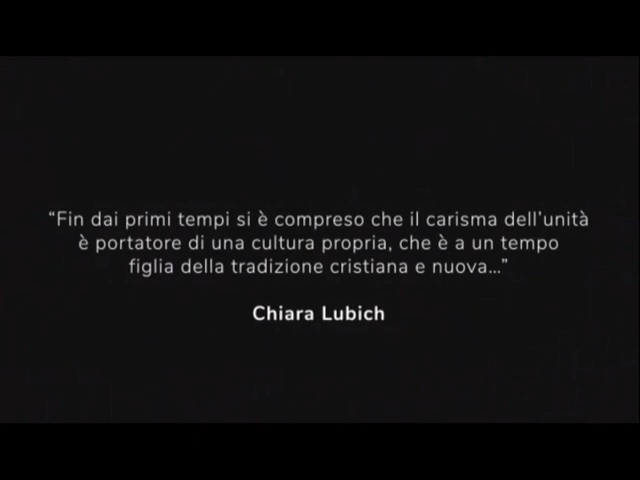 “Fin dai primi tempi si è compreso che il carisma dell’unità
è portatore di una cultura propria, che è a un tempo
figlia della tradizione cristiana e nuova…”
Chiara Lubich